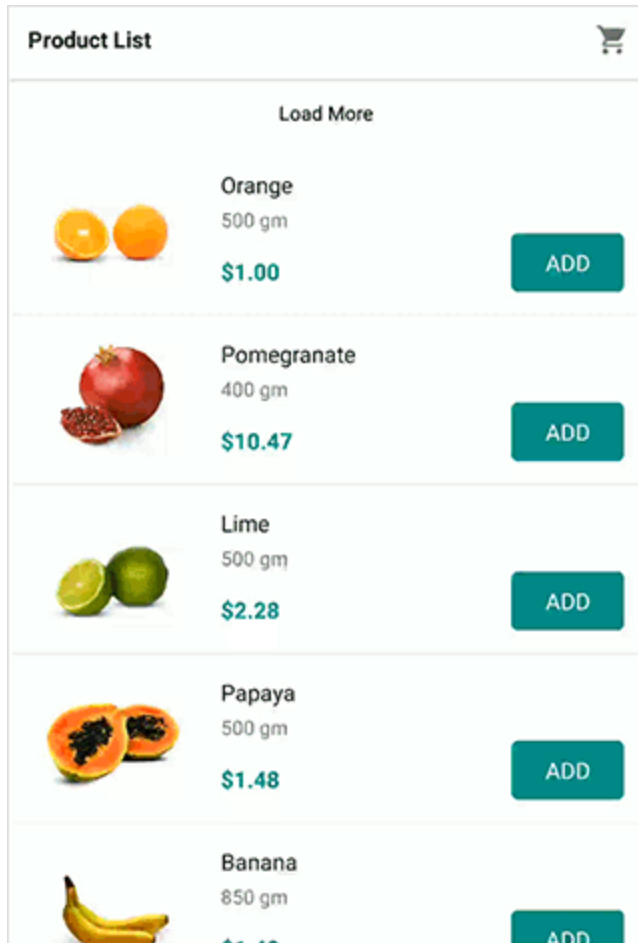 Product List
Load More
Orange
500 gm
$1.00
ADD
Pomegranate
400 gm
$10.47
ADD
Lime
500 gm
$2.28
ADD
Papaya
500 gm
$1.48
ADD
Banana
850 gm
ADD